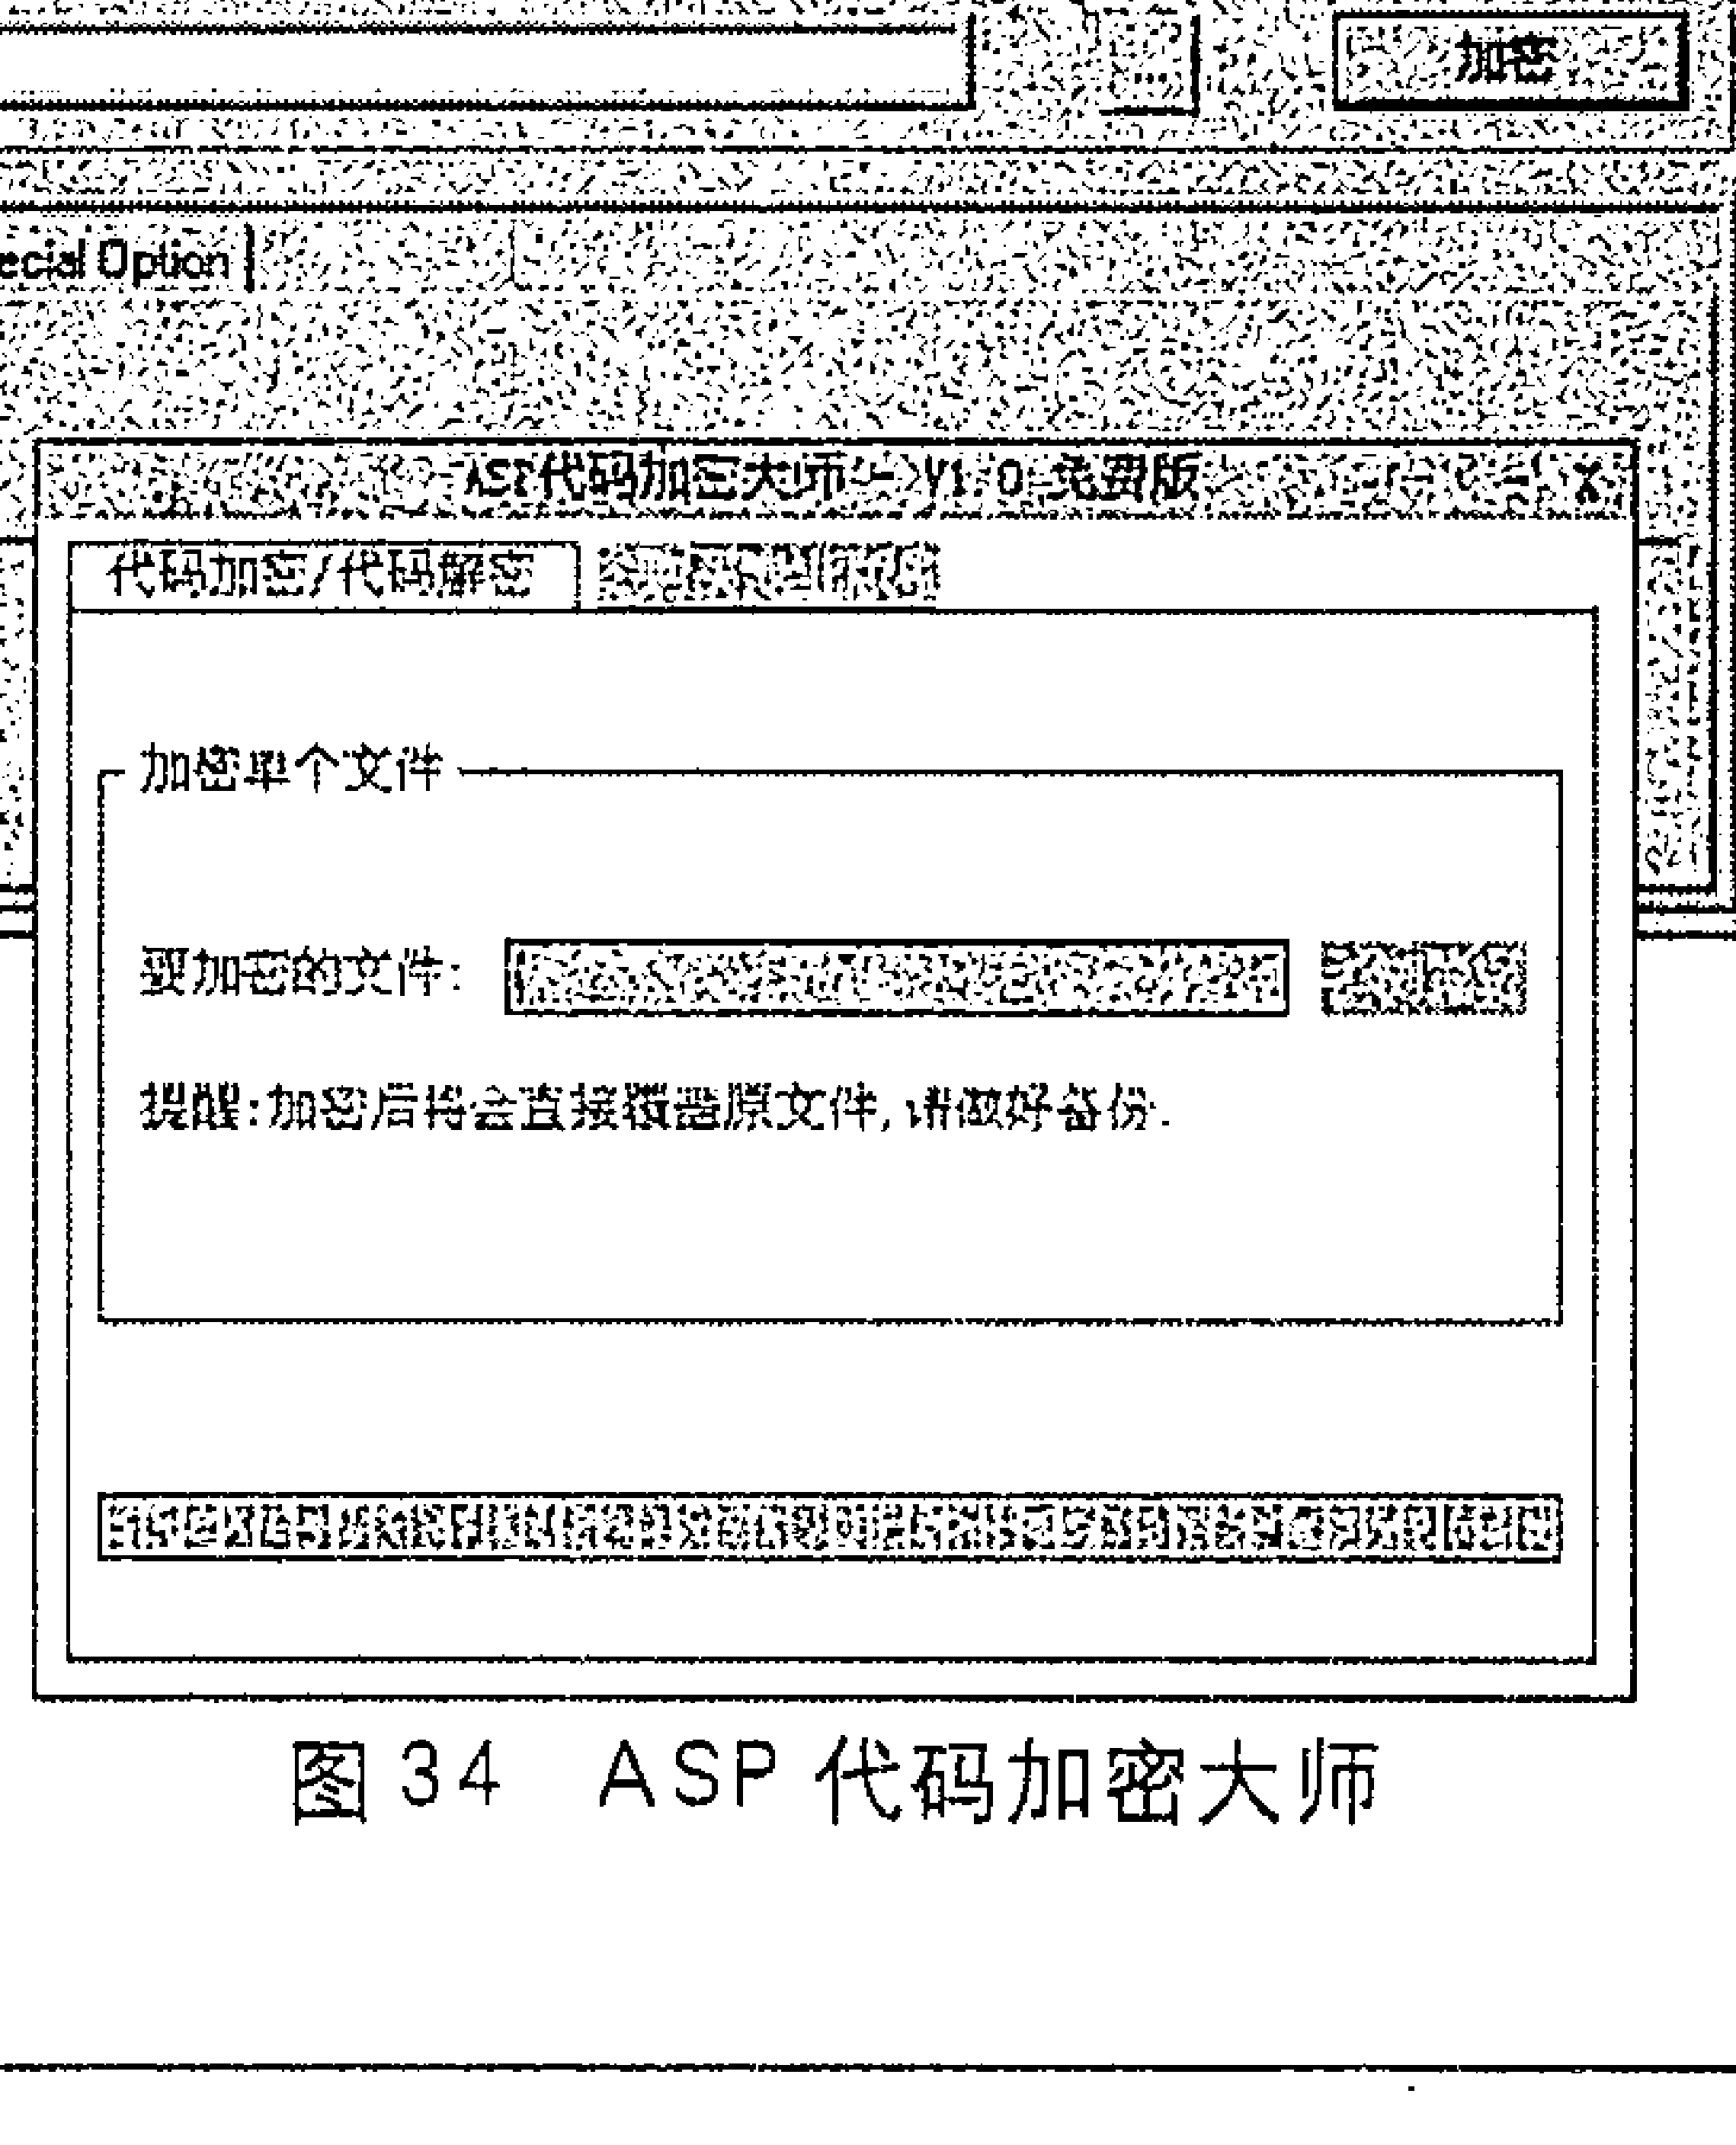 加密
ecial Option
ASP代码加密大师 - V1.0 免费版 X
代码加密/代码解密
加密单个文件
要加密的文件:
提醒:加密后将会直接覆盖原文件,请做好备份.
图 34 ASP 代码加密大师